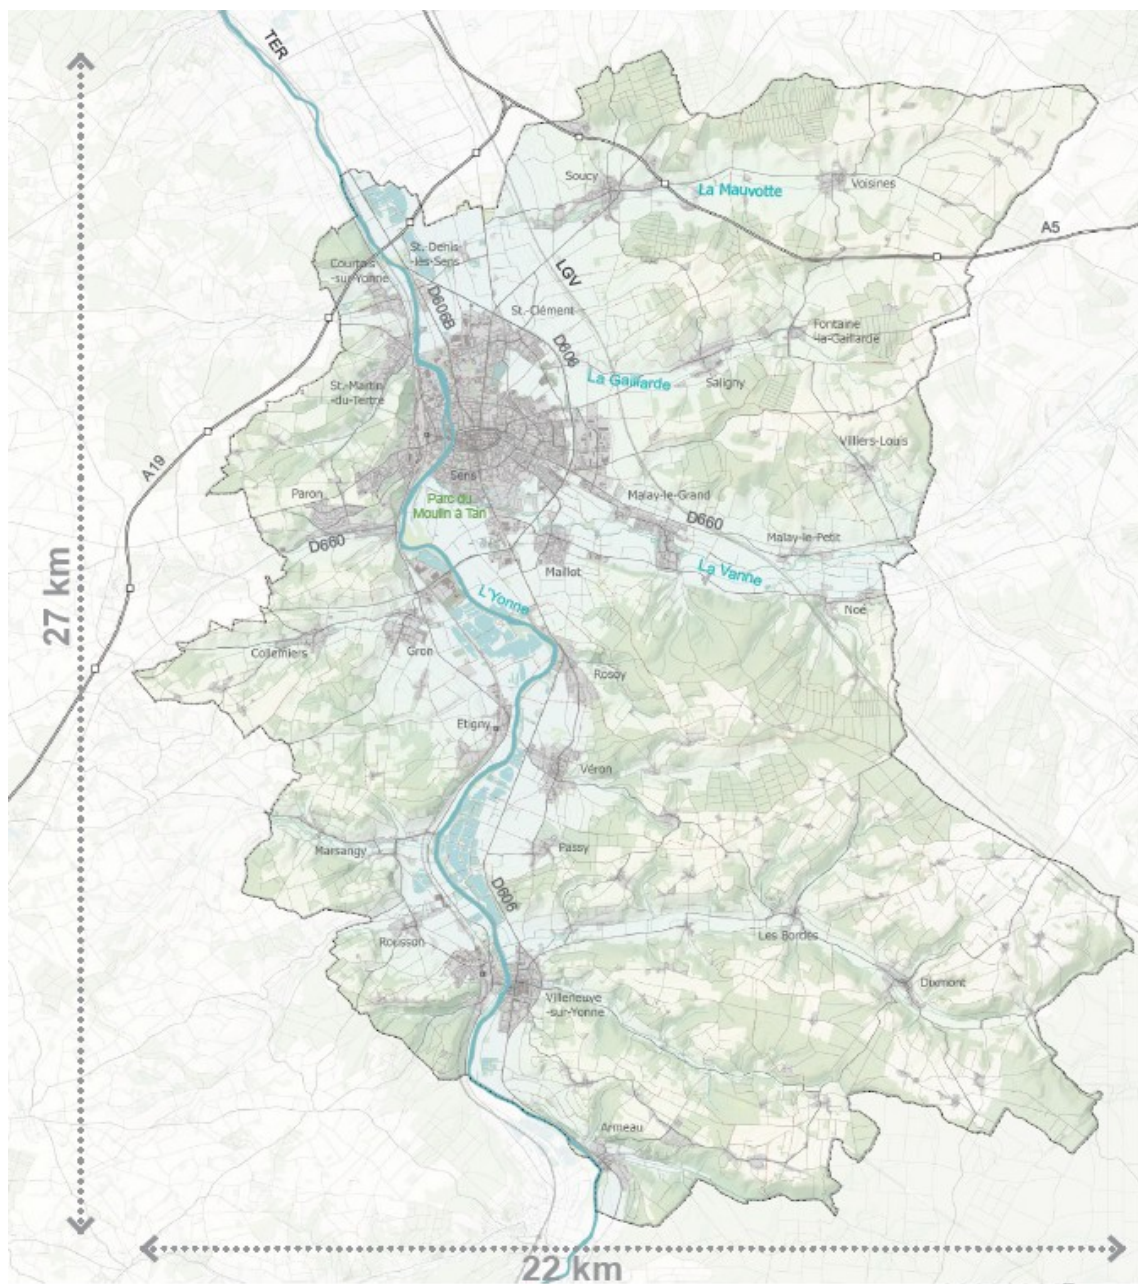 TER
Soucy
La Mauvotte
Voisines
A5
St.-Denis
-lès-Sens
Courtois
-sur-Yonne
LGV
D606B
St.-Clément
D606
Fontaine
-la-Gaillarde
La Gaillarde
Saligny
St.-Martin
-du-Tertre
Villiers-Louis
A19
Sens
Paron
Parc du
Moulin à Tan
Malay-le-Grand
D660
D660
Malay-le-Petit
Maillot
La Vanne
L'Yonne
Noé
27 km
Collemiers
Gron
Rosoy
Etigny
Véron
Marsangy
Passy
D606
Rousson
Les Bordes
Dixmont
Villeneuve
-sur-Yonne
Armeau
22 km